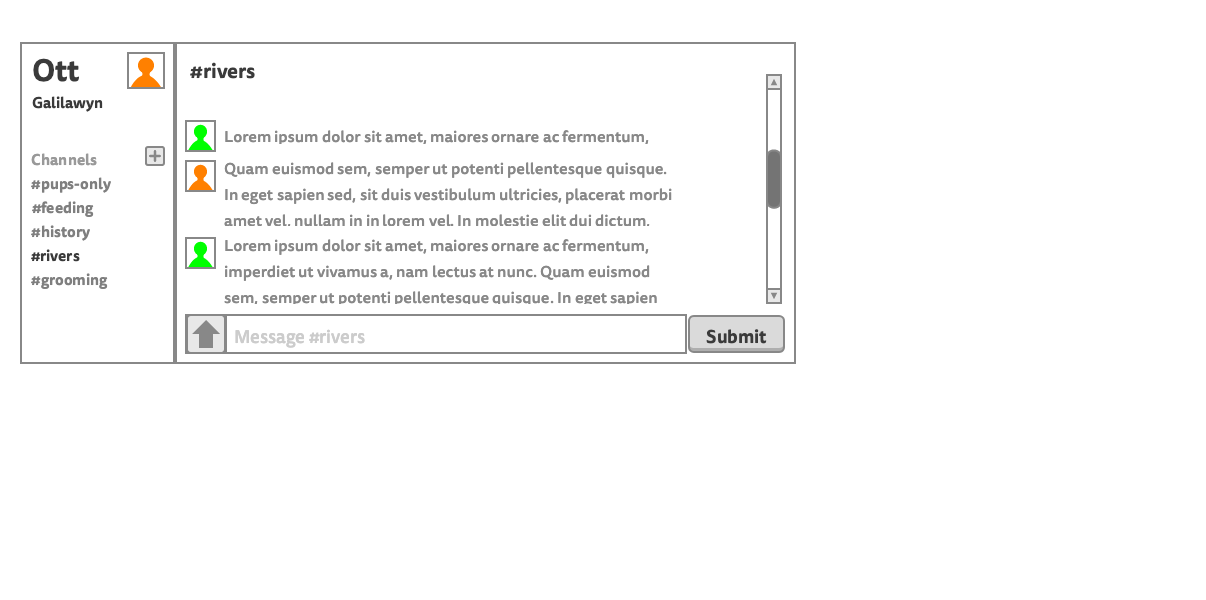 Ott
Galilawyn
Channels
#pups-only
#feeding
#history
#rivers
#grooming
#rivers
Lorem ipsum dolor sit amet, maiores ornare ac fermentum,
Quam euismod sem, semper ut potenti pellentesque quisque.
In eget sapien sed, sit duis vestibulum ultricies, placerat morbi
amet vel. nullam in in lorem vel. In molestie elit dui dictum.
Lorem ipsum dolor sit amet, maiores ornare ac fermentum,
imperdiet ut vivamus a, nam lectus at nunc. Quam euismod
sem, semper ut potenti pellentesque quisque. In eget sapien
Message #rivers
Submit